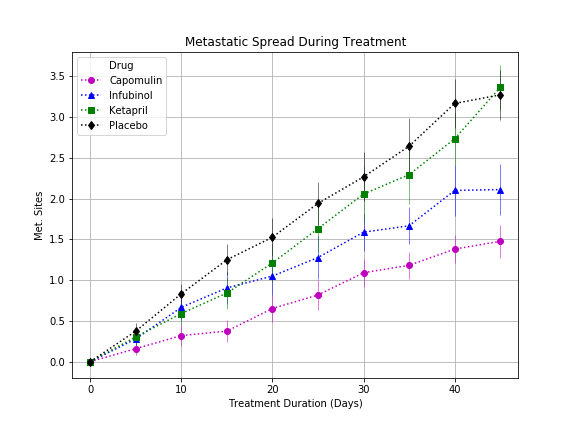 Metastatic Spread During Treatment
Drug
Capomulin
Infubinol
Ketapril
Placebo
3.5
3.0
2.5
2.0
1.5
1.0
0.5
0.0
Met. Sites
0
10
20
30
40
Treatment Duration (Days)